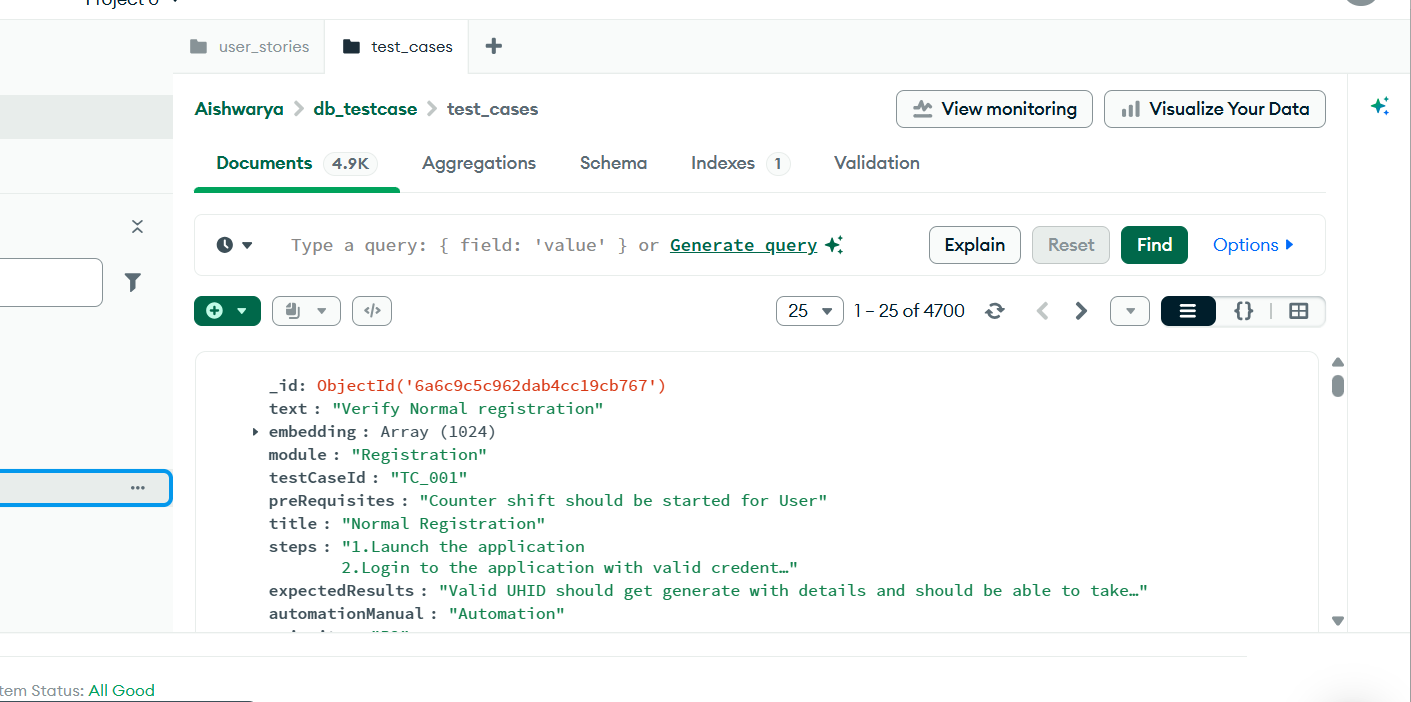 Project 0
user_stories
test_cases
Aishwarya > db_testcase > test_cases
View monitoring
Visualize Your Data
Documents 4.9K
Aggregations
Schema
Indexes 1
Validation
Type a query: { field: 'value' } or Generate query
Explain
Reset
Find
Options
25
1 – 25 of 4700
_id: ObjectId('6a6c9c5c962dab4cc19cb767')
text : "Verify Normal registration"
embedding : Array (1024)
module : "Registration"
testCaseId : "TC_001"
preRequisites : "Counter shift should be started for User"
title : "Normal Registration"
steps : "1.Launch the application
2.Login to the application with valid credent…"
expectedResults : "Valid UHID should get generate with details and should be able to take…"
automationManual : "Automation"
tem Status: All Good